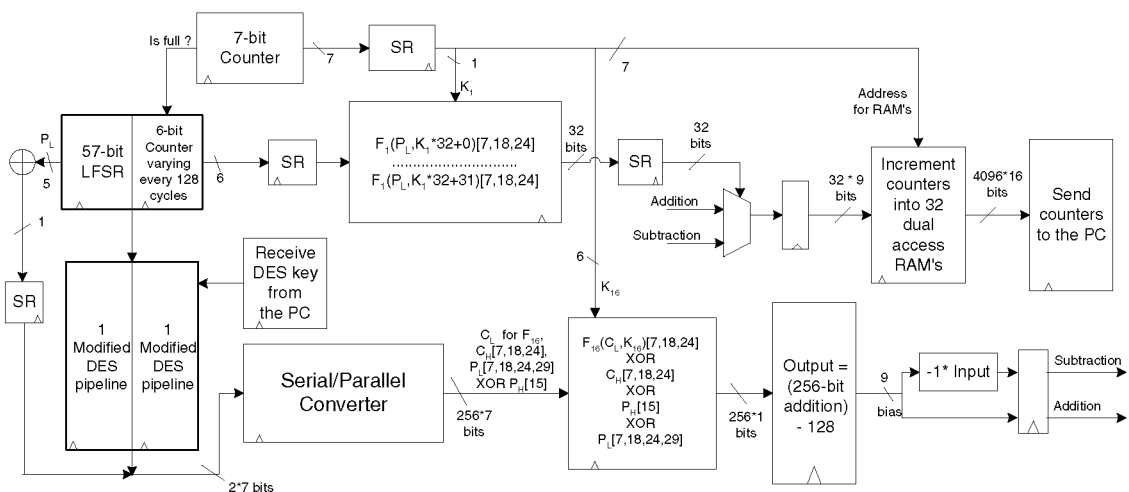 Is full ?
7-bit
Counter
7
SR
1
K1
7
Address
for RAM's
PL
5
57-bit
LFSR
6-bit
Counter
varying
every 128
cycles
6
SR
F1(PL,K1*32+0)[7,18,24]
..............................
F1(PL,K1*32+31)[7,18,24]
32
bits
SR
32
bits
Addition
Subtraction
32 * 9
bits
Increment
counters
into 32
dual
access
RAM's
4096*16
bits
Send
counters
to the PC
1
SR
Receive
DES key
from
the PC
1
Modified
DES
pipeline
1
Modified
DES
pipeline
2*7 bits
Serial/Parallel
Converter
256*7
bits
CL for F16,
CH[7,18,24],
PL[7,18,24,29]
XOR PH[15]
6
K16
F16(CL,K16)[7,18,24]
XOR
CH[7,18,24]
XOR
PH[15]
XOR
PL[7,18,24,29]
256*1
bits
Output =
(256-bit
addition)
- 128
9
bias
-1* Input
Subtraction
Addition